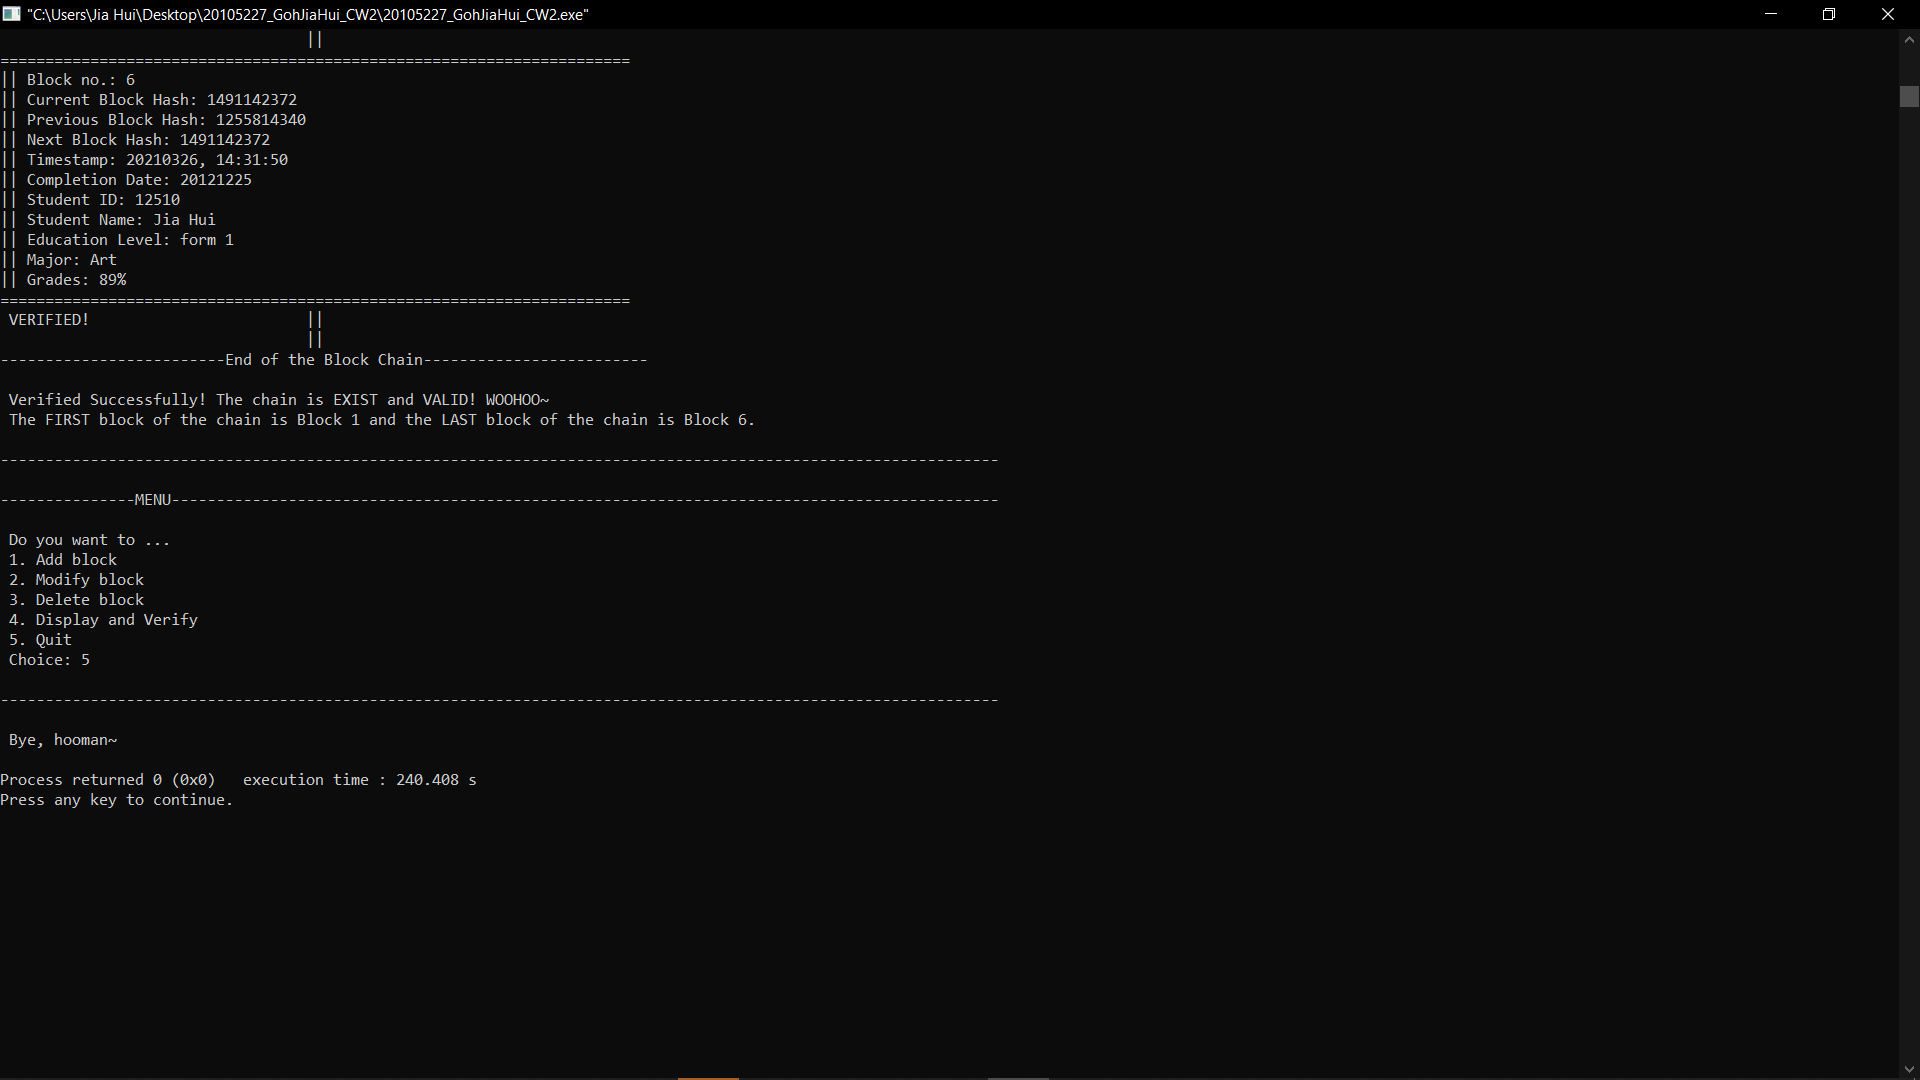 "C:\Users\Jia Hui\Desktop\20105227_GohJiaHui_CW2\20105227_GohJiaHui_CW2.exe"
||
======================================================================
|| Block no.: 6
|| Current Block Hash: 1491142372
|| Previous Block Hash: 1255814340
|| Next Block Hash: 1491142372
|| Timestamp: 20210326, 14:31:50
|| Completion Date: 20121225
|| Student ID: 12510
|| Student Name: Jia Hui
|| Education Level: form 1
|| Major: Art
|| Grades: 89%
======================================================================
VERIFIED!                        ||
||
-------------------------End of the Block Chain-------------------------
Verified Successfully! The chain is EXIST and VALID! WOOHOO~
The FIRST block of the chain is Block 1 and the LAST block of the chain is Block 6.
---------------------------------------------------------------------------------------------------------------
---------------MENU--------------------------------------------------------------------------------------------
Do you want to ...
1. Add block
2. Modify block
3. Delete block
4. Display and Verify
5. Quit
Choice: 5
---------------------------------------------------------------------------------------------------------------
Bye, hooman~
Process returned 0 (0x0)   execution time : 240.408 s
Press any key to continue.